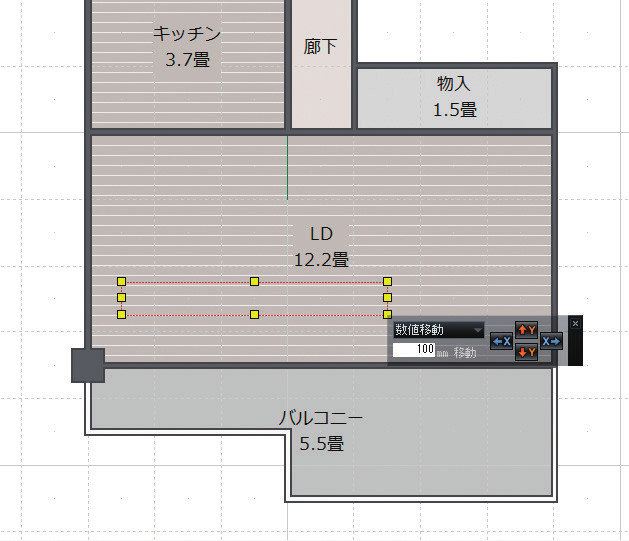 キッチン
3.7畳
廊下
物入
1.5畳
LD
12.2畳
数値移動
100 mm 移動
↑Y
←X
X→
↓Y
バルコニー
5.5畳